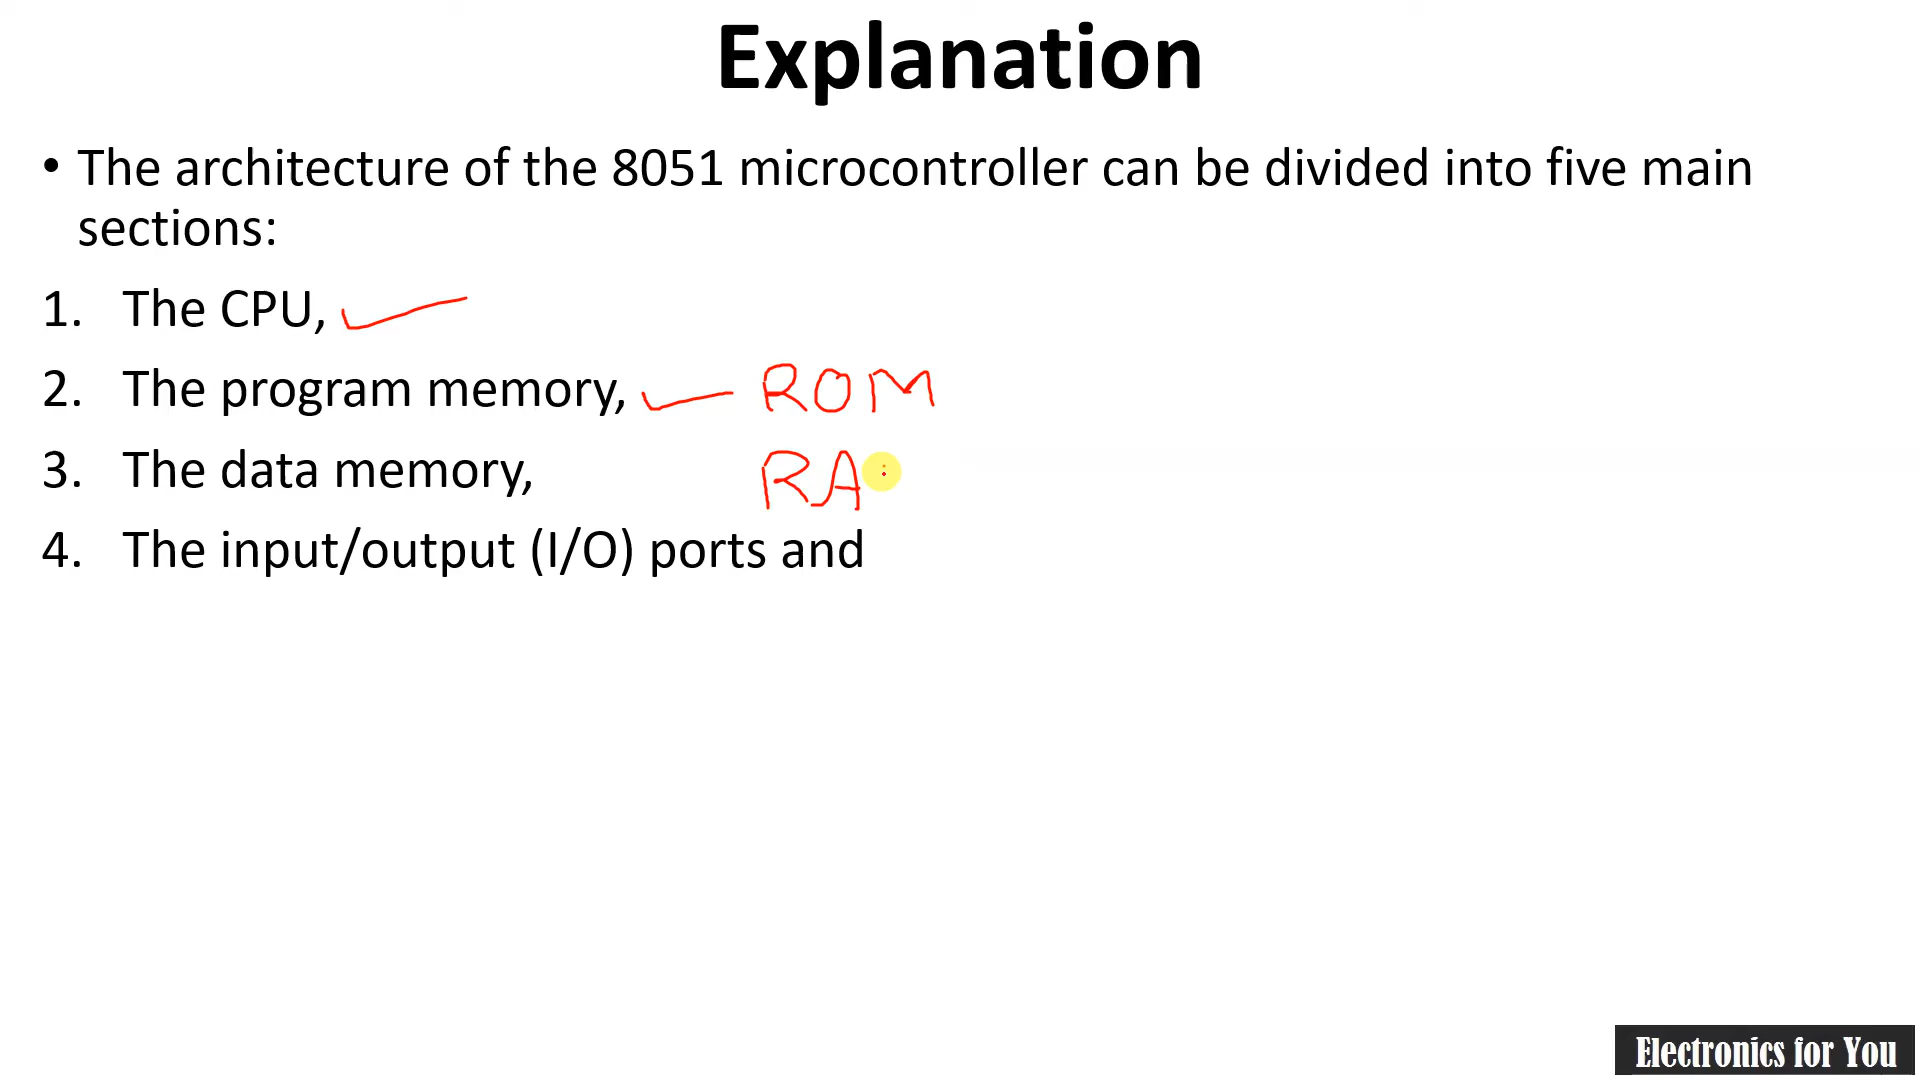 Explanation
• The architecture of the 8051 microcontroller can be divided into five main
sections:
1. The CPU,
2. The program memory, ROM
3. The data memory, RA
4. The input/output (I/O) ports and
Electronics for You